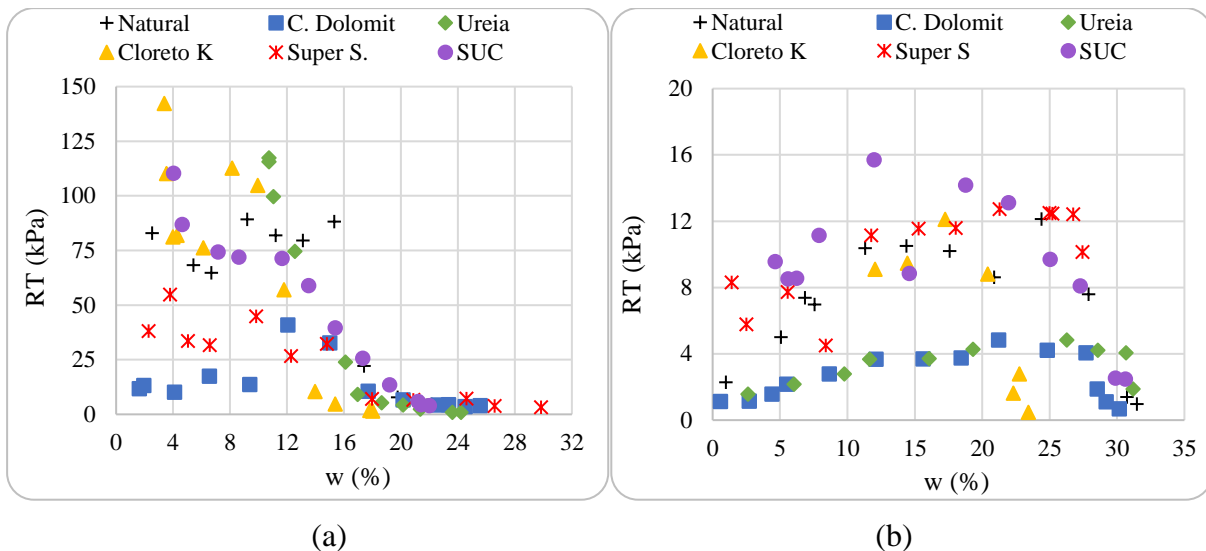 Natural C. Dolomit Ureia
Cloreto K Super S. SUC
150
125
100
75
50
25
0
RT (kPa)
0 4 8 12 16 20 24 28 32
w (%)
(a)
Natural C. Dolomit Ureia
Cloreto K Super S SUC
20
16
12
8
4
0
RT (kPa)
0 5 10 15 20 25 30 35
w (%)
(b)